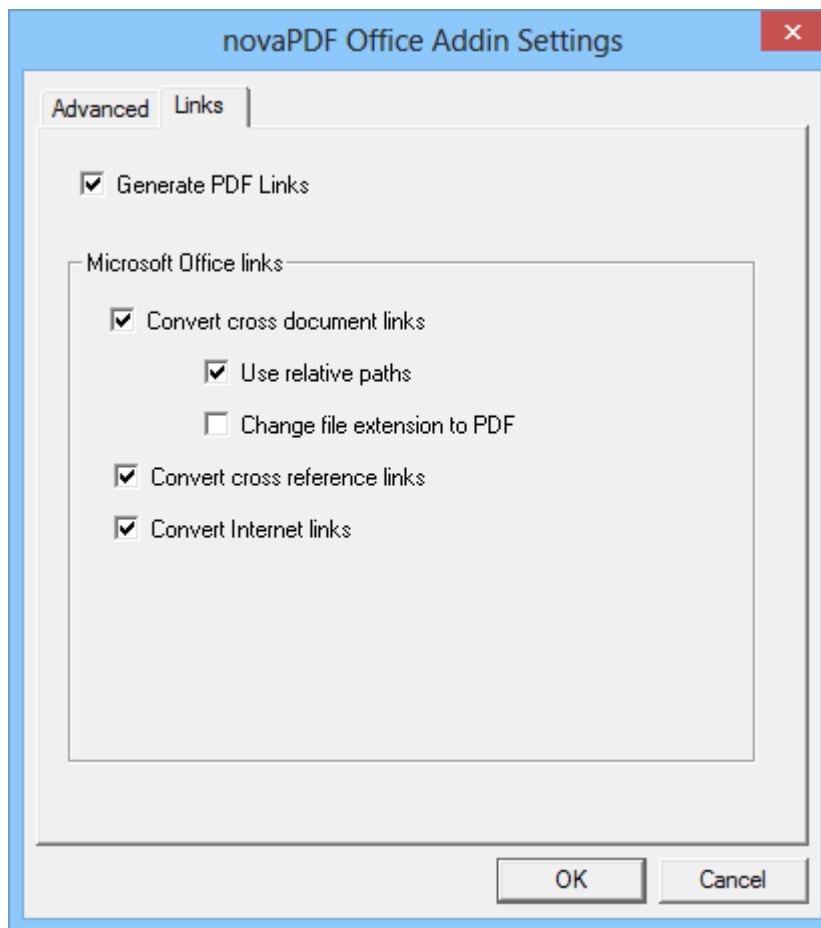 novaPDF Office Addin Settings
Advanced Links
Generate PDF Links
Microsoft Office links
Convert cross document links
Use relative paths
Change file extension to PDF
Convert cross reference links
Convert Internet links
OK Cancel